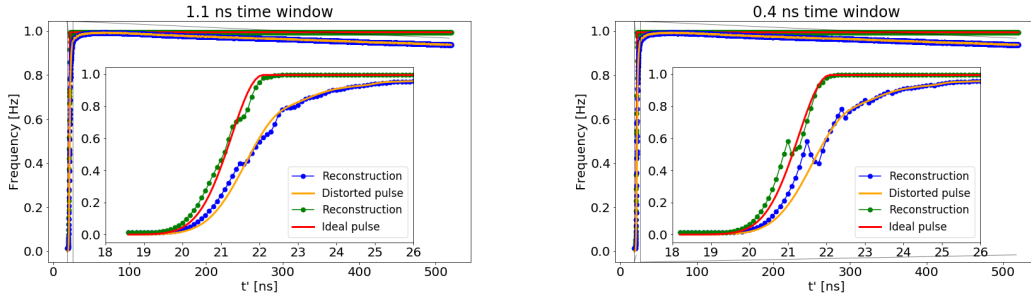 1.1 ns time window
Frequency [Hz]
1.0
0.8
0.6
0.4
0.2
0.0
1.0
0.8
0.6
0.4
0.2
0.0
18 19 20 21 22 23 24 25 26
Reconstruction
Distorted pulse
Reconstruction
Ideal pulse
0 100 200 300 400 500
t' [ns]
0.4 ns time window
Frequency [Hz]
1.0
0.8
0.6
0.4
0.2
0.0
1.0
0.8
0.6
0.4
0.2
0.0
18 19 20 21 22 23 24 25 26
Reconstruction
Distorted pulse
Reconstruction
Ideal pulse
0 100 200 300 400 500
t' [ns]